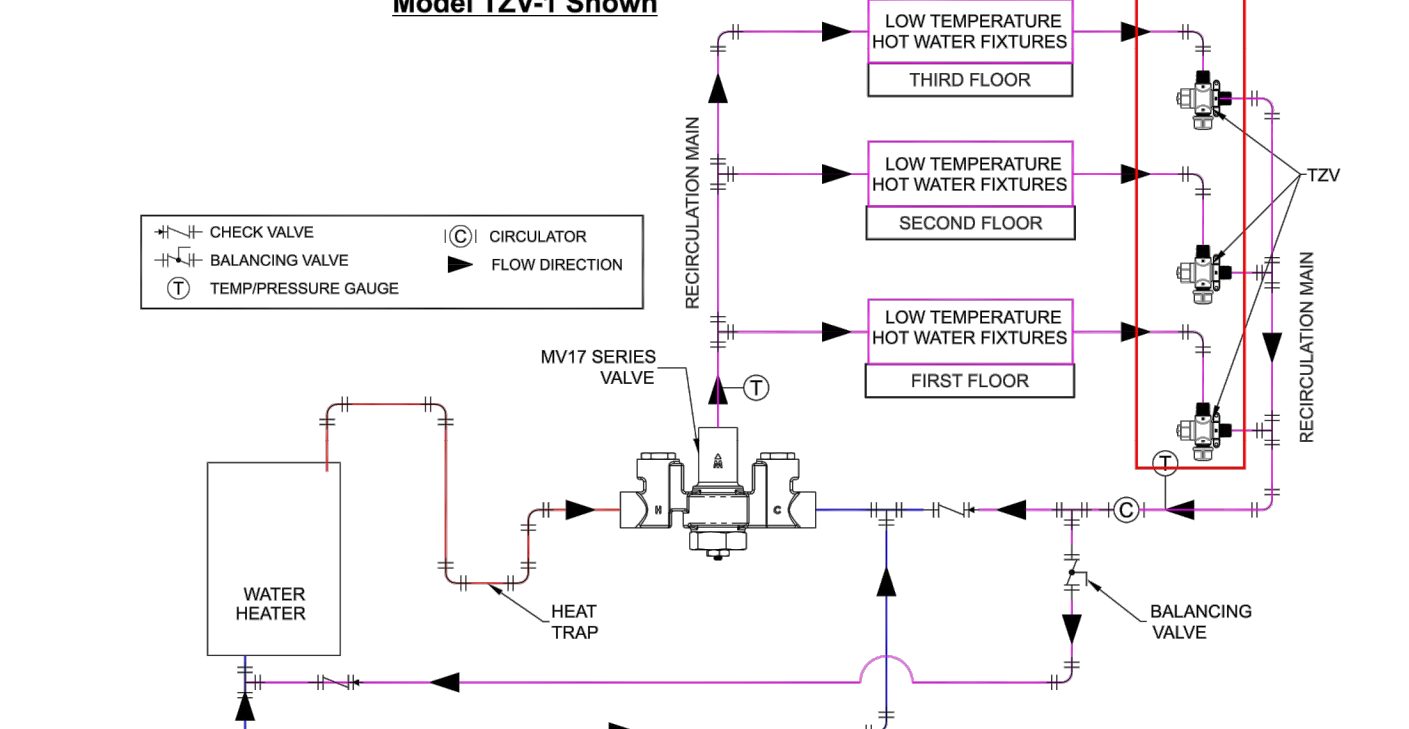 Model TZV-1 Shown
LOW TEMPERATURE
HOT WATER FIXTURES
THIRD FLOOR
RECIRCULATION MAIN
LOW TEMPERATURE
HOT WATER FIXTURES
SECOND FLOOR
TZV
CHECK VALVE
C CIRCULATOR
BALANCING VALVE
FLOW DIRECTION
T TEMP/PRESSURE GAUGE
RECIRCULATION MAIN
LOW TEMPERATURE
HOT WATER FIXTURES
FIRST FLOOR
MV17 SERIES
VALVE
T
T
H
C
C
WATER
HEATER
HEAT
TRAP
BALANCING
VALVE